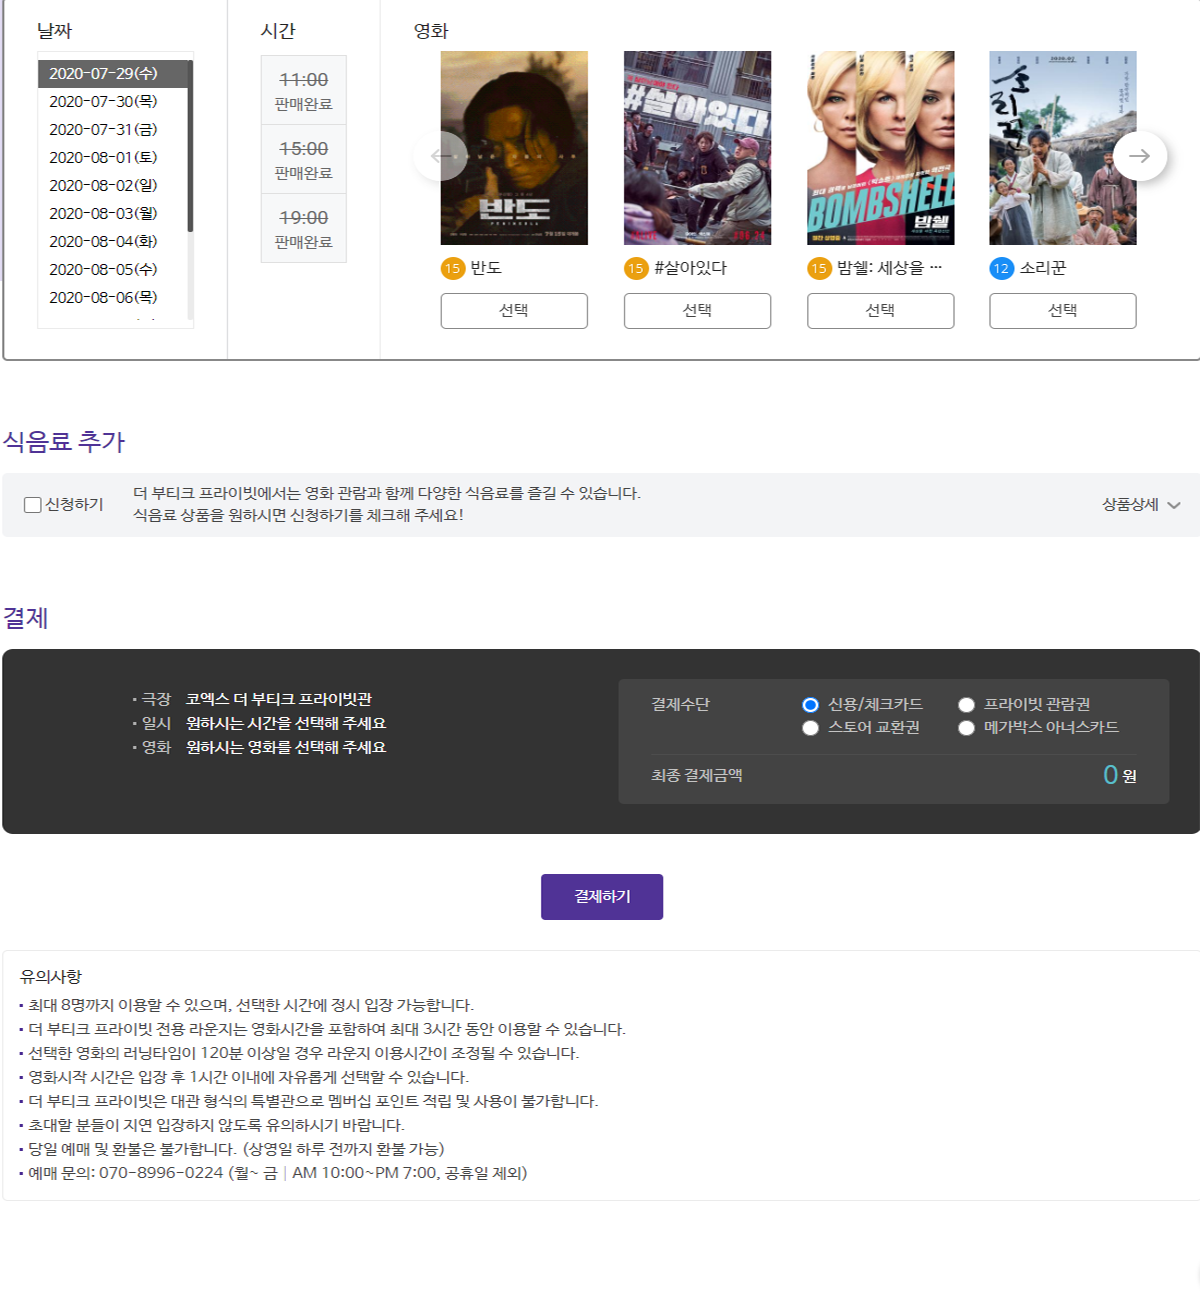 날짜
2020-07-29(수)
2020-07-30(목)
2020-07-31(금)
2020-08-01(토)
2020-08-02(일)
2020-08-03(월)
2020-08-04(화)
2020-08-05(수)
2020-08-06(목)
시간
11:00
판매완료
15:00
판매완료
19:00
판매완료
영화
반도
PENINSULA
#살아있다
BOMBSHELL
밤쉘
2020.07
소리꾼
15 반도
15 #살아있다
15 밤쉘: 세상을 ···
12 소리꾼
선택
선택
선택
선택
식음료 추가
신청하기
더 부티크 프라이빗에서는 영화 관람과 함께 다양한 식음료를 즐길 수 있습니다.
식음료 상품을 원하시면 신청하기를 체크해 주세요!
상품상세
결제
· 극장 코엑스 더 부티크 프라이빗관
· 일시 원하시는 시간을 선택해 주세요
· 영화 원하시는 영화를 선택해 주세요
결제수단
신용/체크카드
프라이빗 관람권
스토어 교환권
메가박스 아너스카드
최종 결제금액
0 원
결제하기
유의사항
· 최대 8명까지 이용할 수 있으며, 선택한 시간에 정시 입장 가능합니다.
· 더 부티크 프라이빗 전용 라운지는 영화시간을 포함하여 최대 3시간 동안 이용할 수 있습니다.
· 선택한 영화의 러닝타임이 120분 이상일 경우 라운지 이용시간이 조정될 수 있습니다.
· 영화시작 시간은 입장 후 1시간 이내에 자유롭게 선택할 수 있습니다.
· 더 부티크 프라이빗은 대관 형식의 특별관으로 멤버십 포인트 적립 및 사용이 불가합니다.
· 초대할 분들이 지연 입장하지 않도록 유의하시기 바랍니다.
· 당일 예매 및 환불은 불가합니다. (상영일 하루 전까지 환불 가능)
· 예매 문의: 070-8996-0224 (월~ 금 | AM 10:00~PM 7:00, 공휴일 제외)